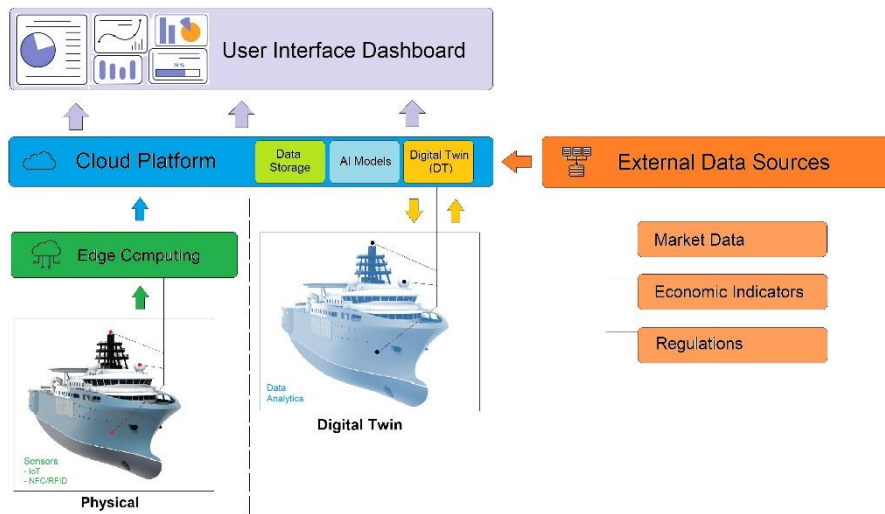 User Interface Dashboard
Cloud Platform
Data
Storage
AI Models
Digital Twin
(DT)
External Data Sources
Edge Computing
Market Data
Economic Indicators
Regulations
Data
Analytics
Digital Twin
Sensors
- IoT
- NFC/RFID
Physical